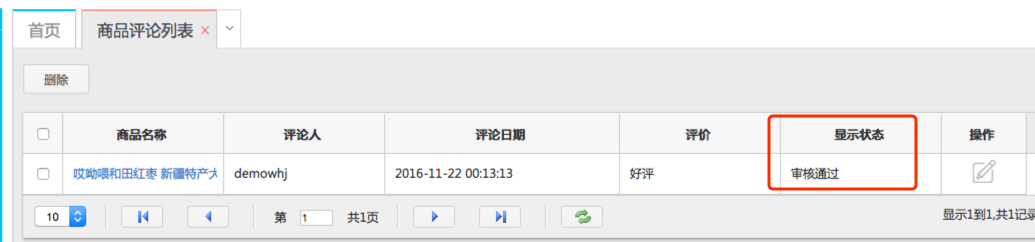 首页 商品评论列表 ×
删除
商品名称 评论人 评论日期 评价 显示状态 操作
哎呦喂和田红枣 新疆特产大 demowhj 2016-11-22 00:13:13 好评 审核通过
10 第 1 共1页 显示1到1,共1记录